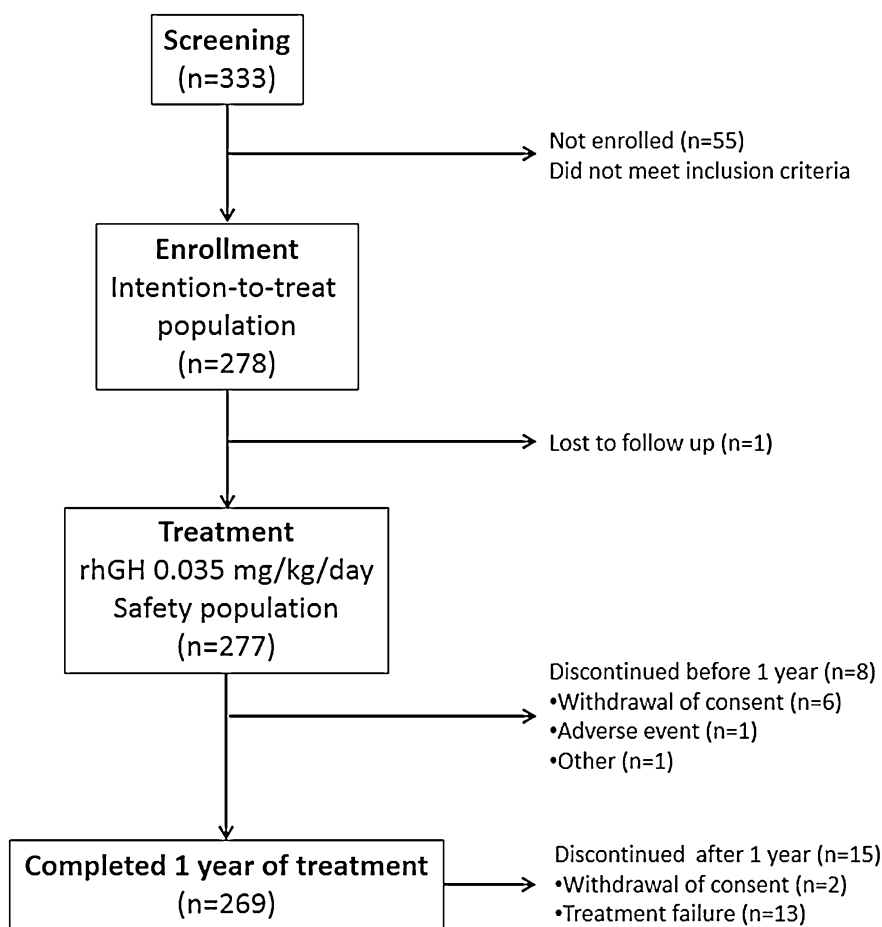 Screening
(n=333)
Not enrolled (n=55)
Did not meet inclusion criteria
Enrollment
Intention-to-treat
population
(n=278)
Lost to follow up (n=1)
Treatment
rhGH 0.035 mg/kg/day
Safety population
(n=277)
Discontinued before 1 year (n=8)
•Withdrawal of consent (n=6)
•Adverse event (n=1)
•Other (n=1)
Completed 1 year of treatment
(n=269)
Discontinued after 1 year (n=15)
•Withdrawal of consent (n=2)
•Treatment failure (n=13)